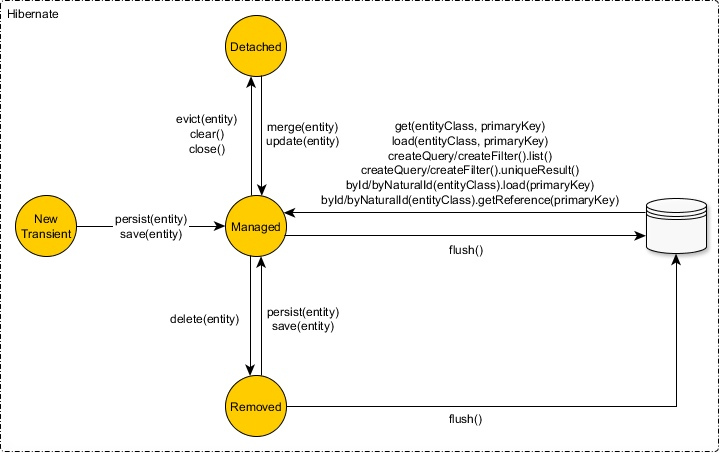 Hibernate
Detached
evict(entity)
clear()
close()
merge(entity)
update(entity)
get(entityClass, primaryKey)
load(entityClass, primaryKey)
createQuery/createFilter().list()
createQuery/createFilter().uniqueResult()
byId/byNaturalId(entityClass).load(primaryKey)
byId/byNaturalId(entityClass).getReference(primaryKey)
New
Transient
persist(entity)
save(entity)
Managed
flush()
delete(entity)
persist(entity)
save(entity)
Removed
flush()